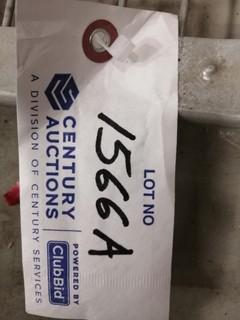 CENTURY
AUCTIONS
A DIVISION OF CENTURY SERVICES
POWERED BY
ClubBid
LOT NO
1566A